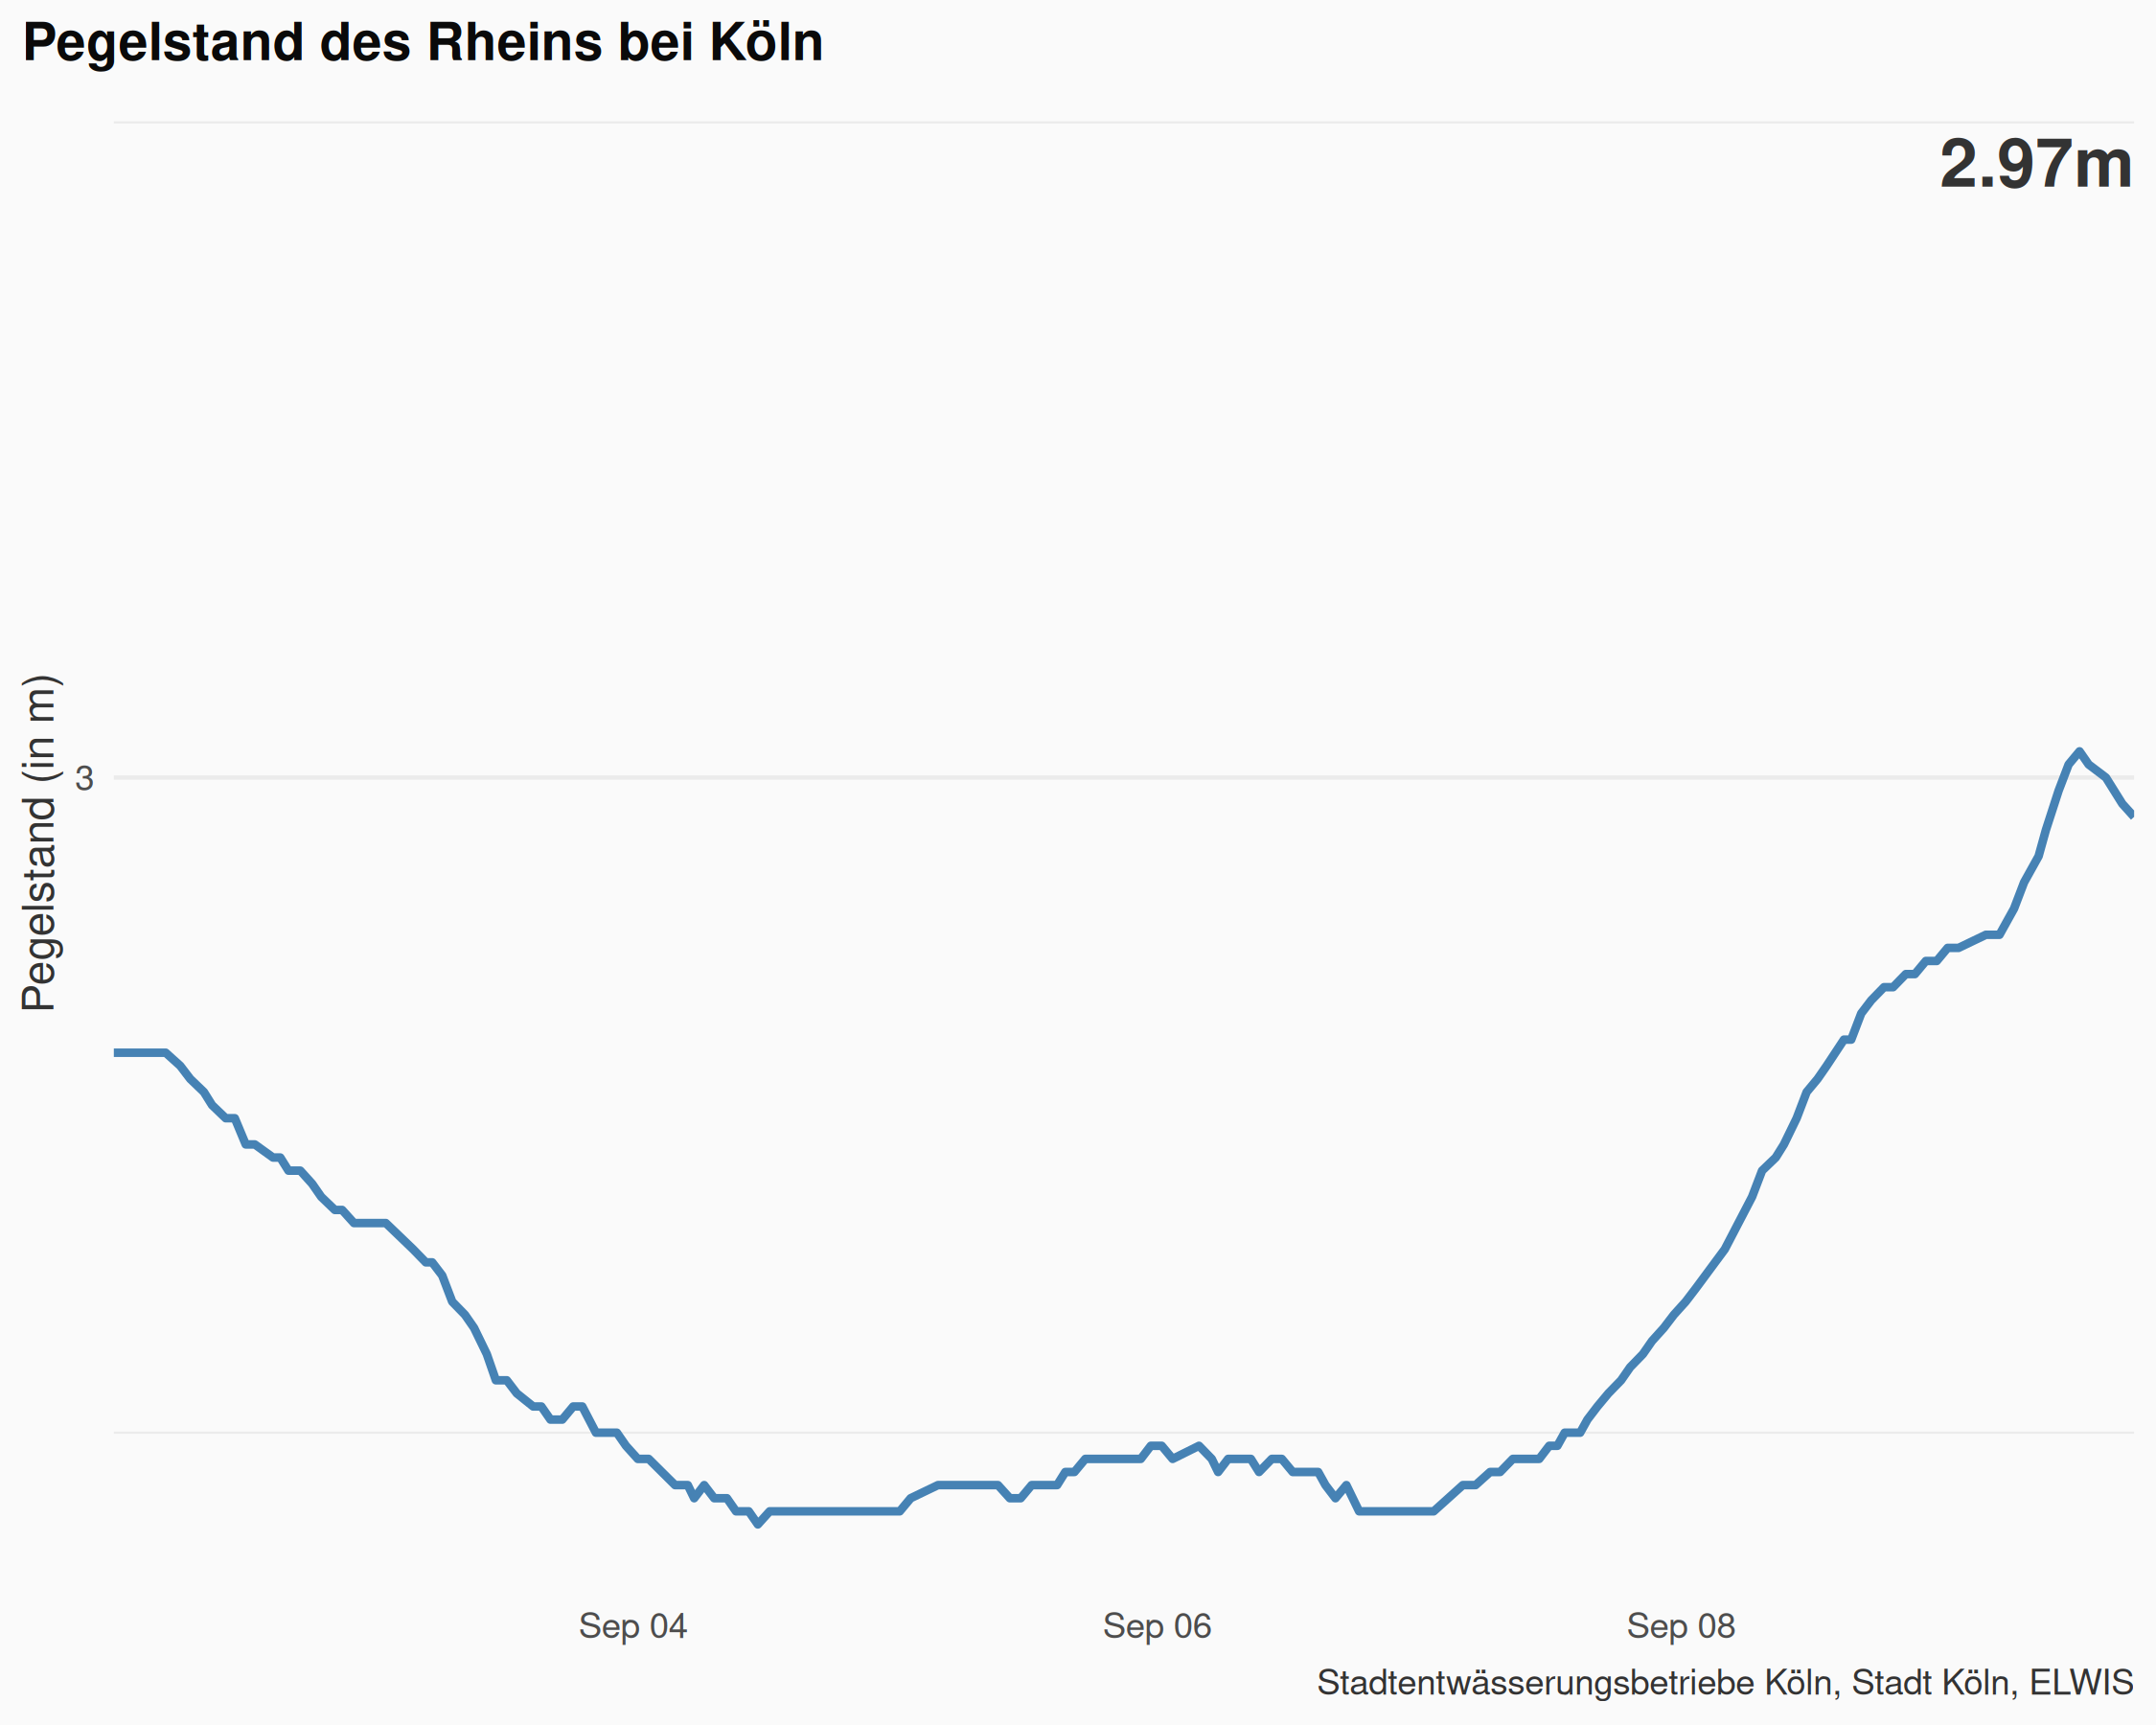 Pegelstand des Rheins bei Köln
2.97m
Pegelstand (in m)
3
Sep 04
Sep 06
Sep 08
Stadtentwässerungsbetriebe Köln, Stadt Köln, ELWIS